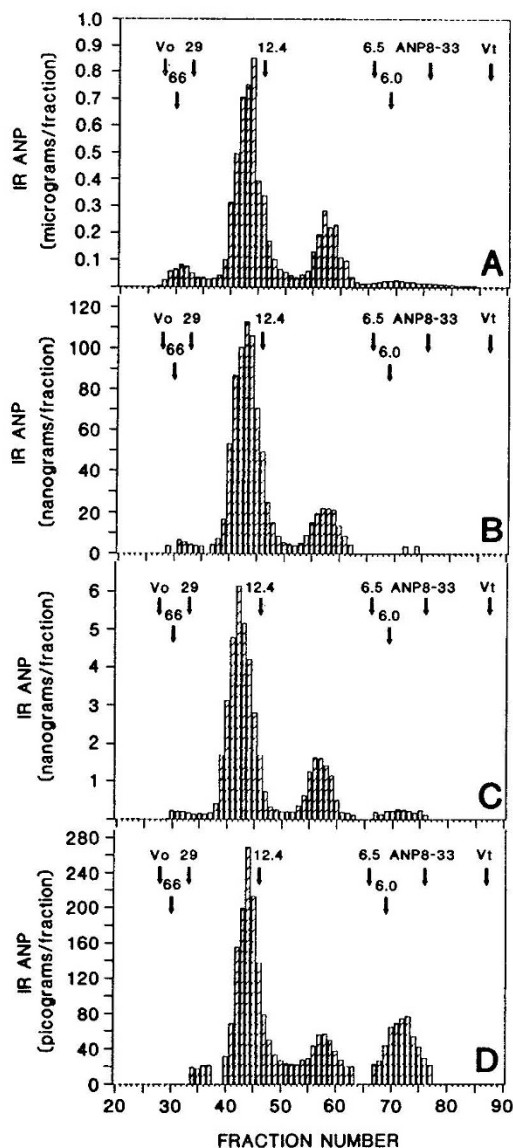 1.0
0.9
0.8
0.7
0.6
0.5
0.4
0.3
0.2
0.1
IR ANP
(micrograms/fraction)
Vo 29 12.4 6.5 ANP8-33 Vt
66 6.0
A
120
100
80
60
40
20
0
IR ANP
(nanograms/fraction)
Vo 29 12.4 6.5 ANP8-33 Vt
66 6.0
B
6
5
4
3
2
1
IR ANP
(nanograms/fraction)
Vo 29 12.4 6.5 ANP8-33 Vt
66 6.0
C
280
240
200
160
120
80
40
0
IR ANP
(picograms/fraction)
Vo 29 12.4 6.5 ANP8-33 Vt
66 6.0
D
20 30 40 50 60 70 80 90
FRACTION NUMBER